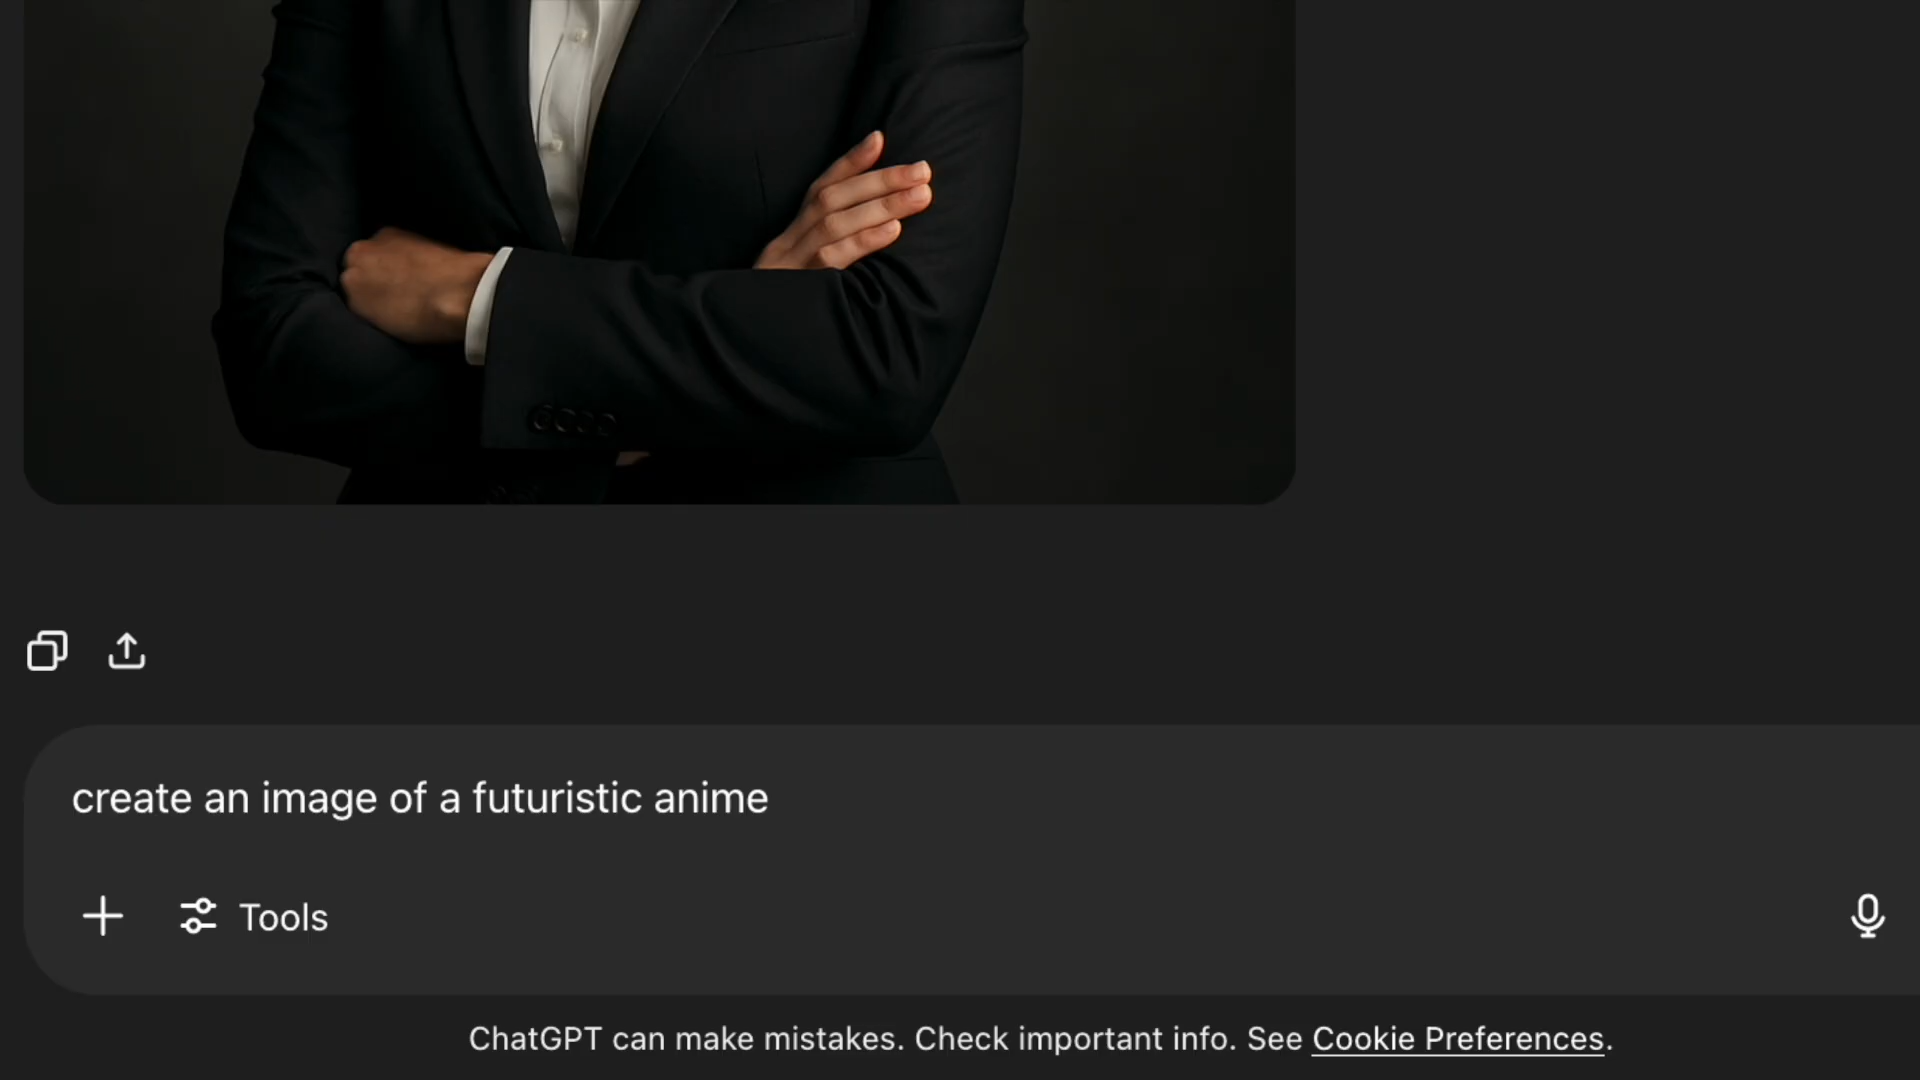 create an image of a futuristic anime
Tools
ChatGPT can make mistakes. Check important info. See Cookie Preferences.